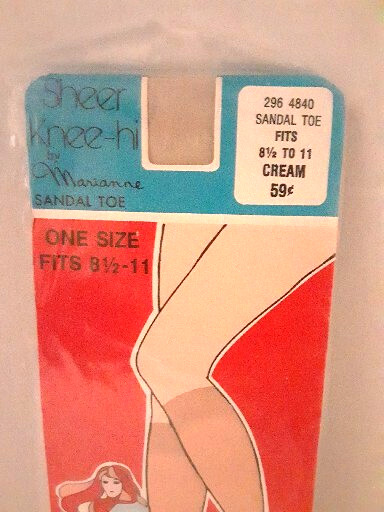 Sheer
Knee-hi
by
Marianne
SANDAL TOE
296 4840
SANDAL TOE
FITS
8½ TO 11
CREAM
59¢
ONE SIZE
FITS 8½-11